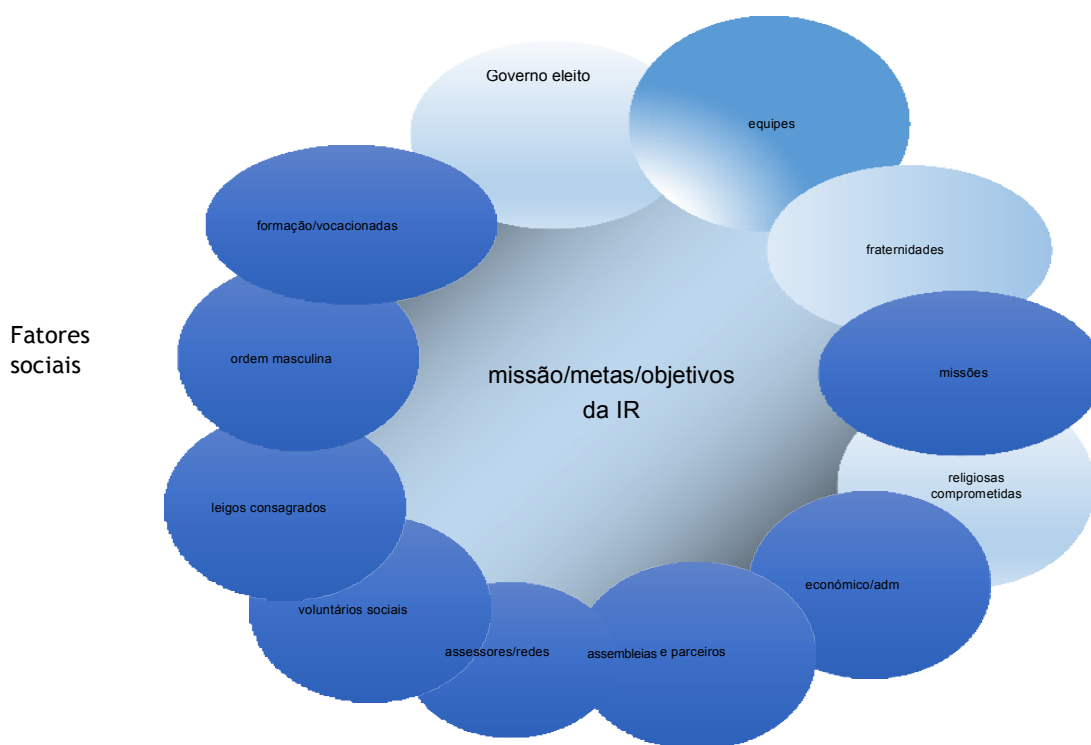 Governo eleito
equipes
formação/vocacionadas
fraternidades
Fatores
sociais
ordem masculina
missão/metas/objetivos
da IR
missões
religiosas
comprometidas
leigos consagrados
económico/adm
voluntários sociais
assessores/redes
assembleias e parceiros